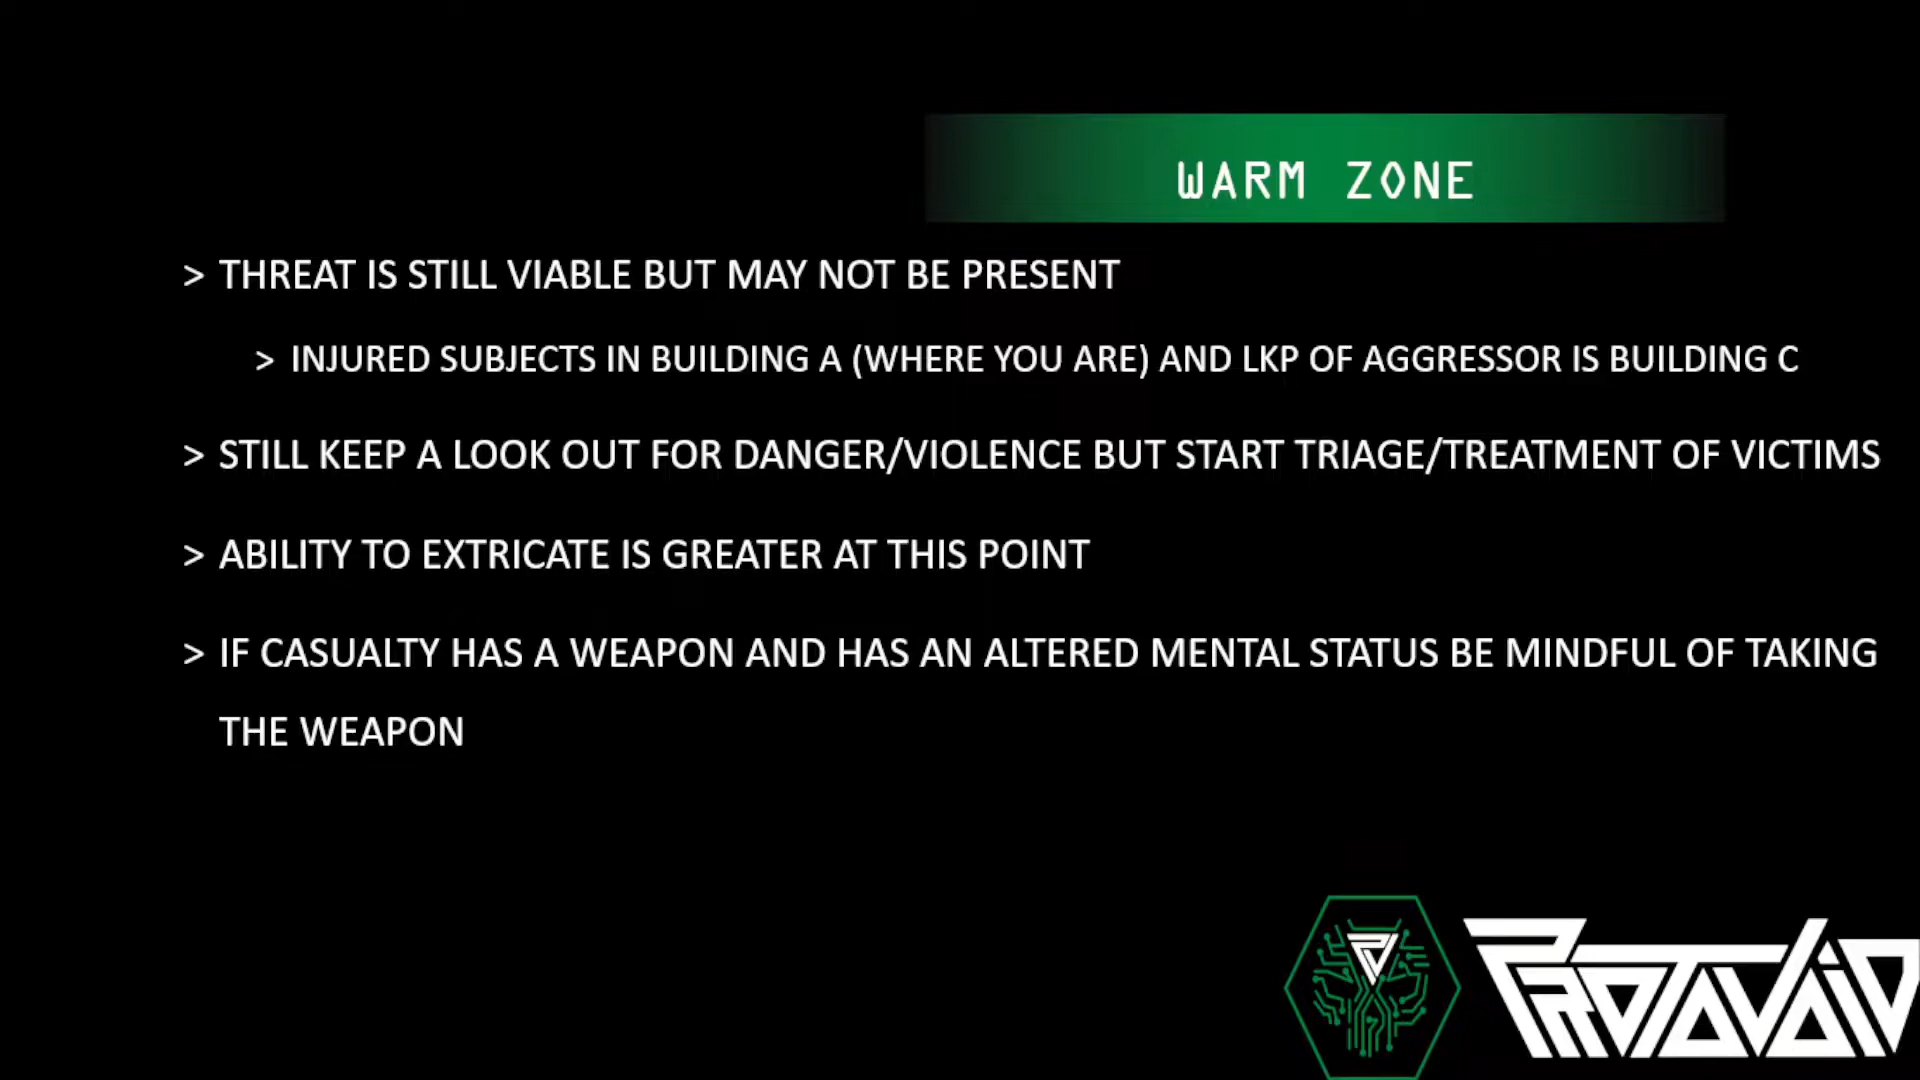 WARM ZONE
> THREAT IS STILL VIABLE BUT MAY NOT BE PRESENT
> INJURED SUBJECTS IN BUILDING A (WHERE YOU ARE) AND LKP OF AGGRESSOR IS BUILDING C
> STILL KEEP A LOOK OUT FOR DANGER/VIOLENCE BUT START TRIAGE/TREATMENT OF VICTIMS
> ABILITY TO EXTRICATE IS GREATER AT THIS POINT
> IF CASUALTY HAS A WEAPON AND HAS AN ALTERED MENTAL STATUS BE MINDFUL OF TAKING
THE WEAPON
PROTOVOID